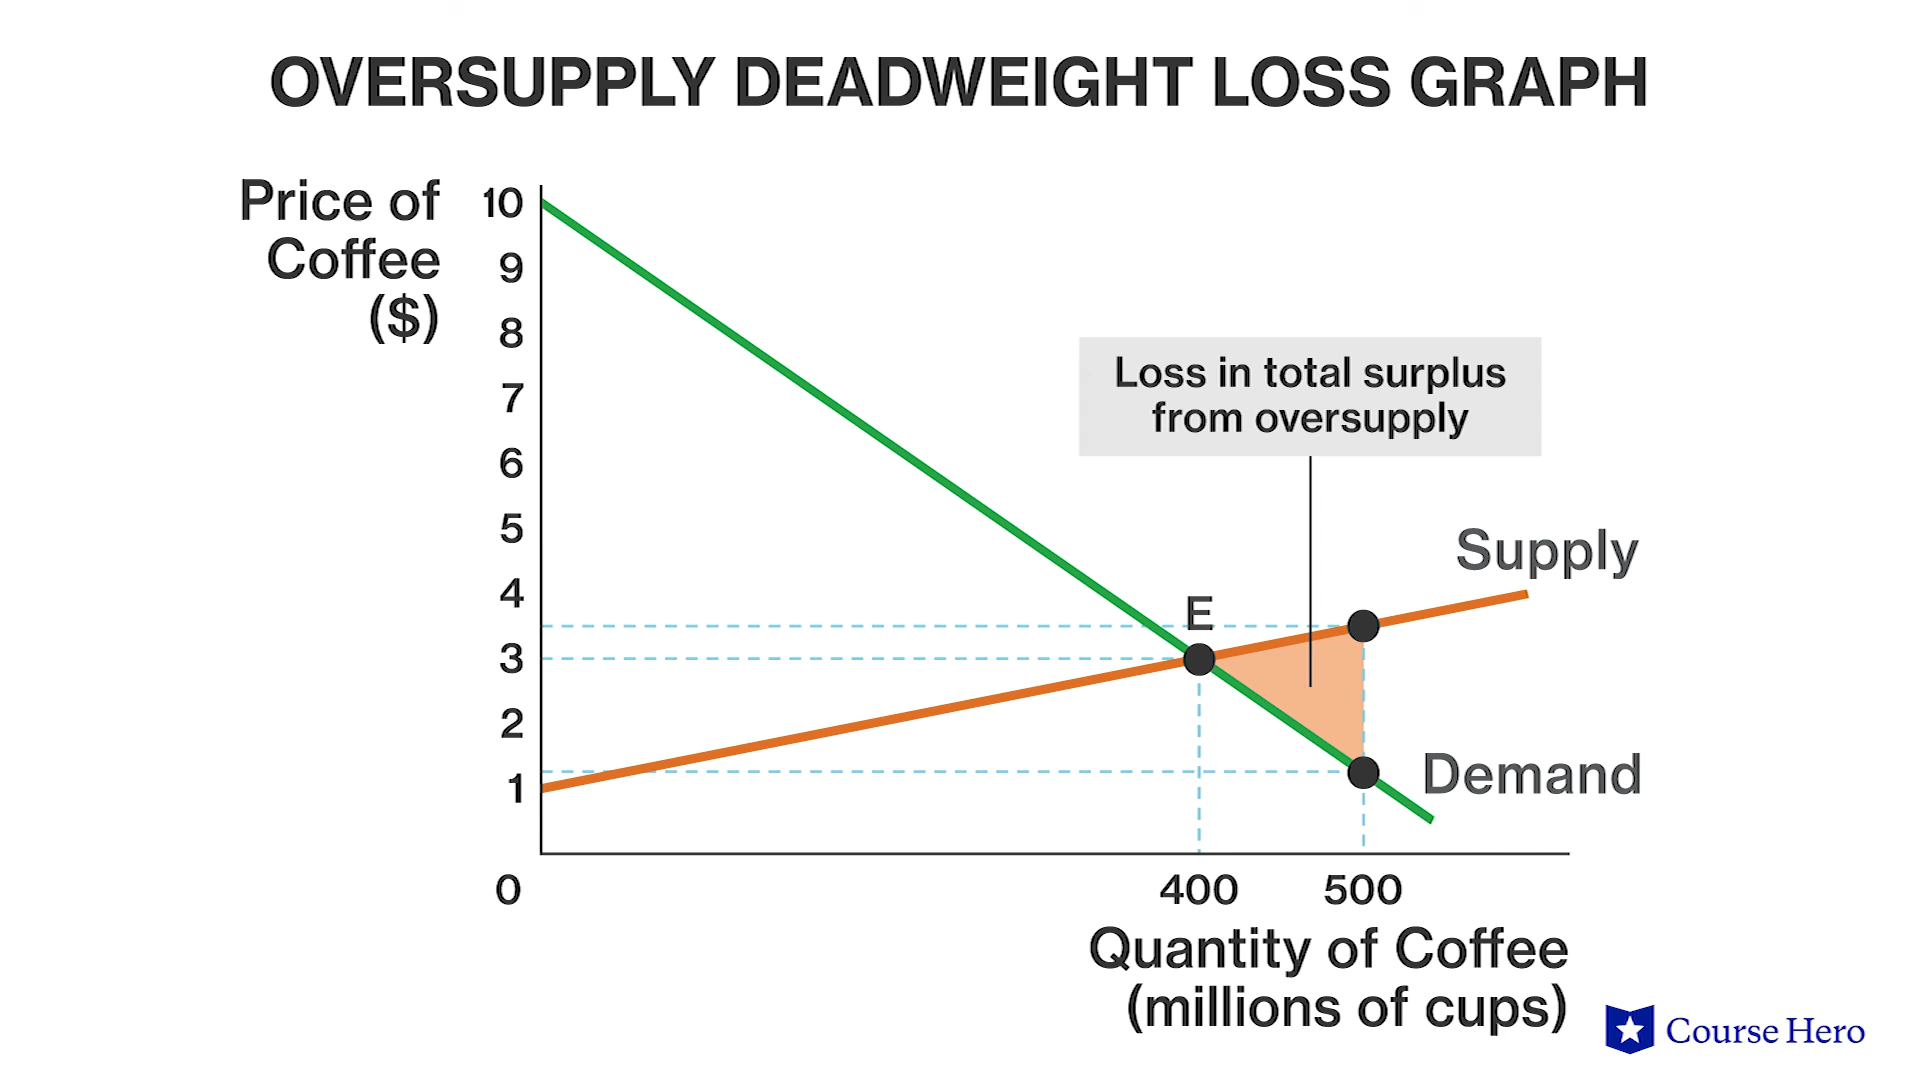 OVERSUPPLY DEADWEIGHT LOSS GRAPH
Price of
Coffee
($)
10
9
8
7
6
5
4
3
2
1
0
Loss in total surplus
from oversupply
Supply
E
Demand
400
500
Quantity of Coffee
(millions of cups)
Course Hero